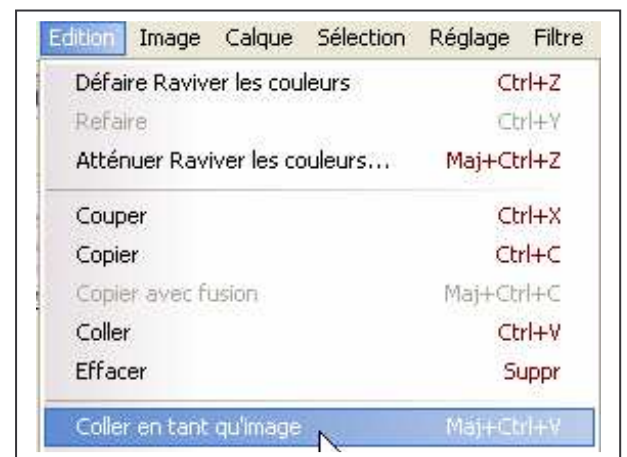 Edition Image Calque Sélection Réglage Filtre
Défaire Raviver les couleurs Ctrl+Z
Refaire Ctrl+Y
Atténuer Raviver les couleurs... Maj+Ctrl+Z
Couper Ctrl+X
Copier Ctrl+C
Copier avec fusion Maj+Ctrl+C
Coller Ctrl+V
Effacer Suppr
Coller en tant qu'image Maj+Ctrl+V